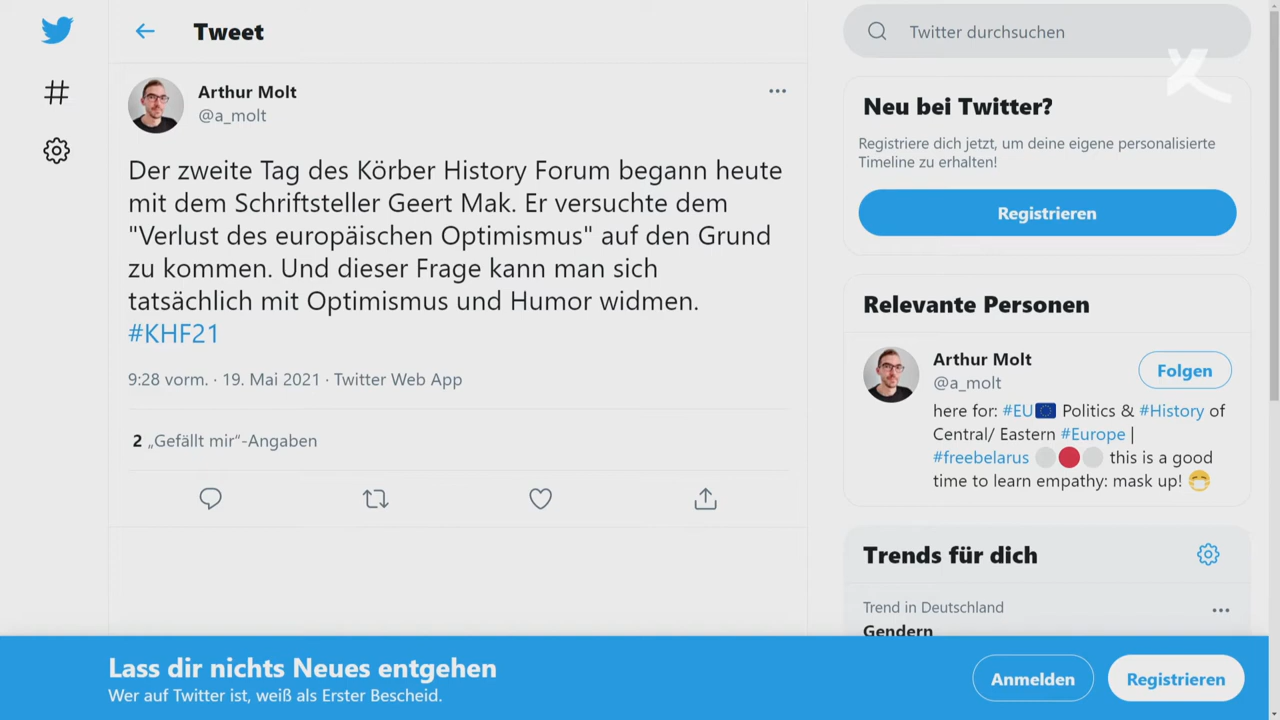 Tweet
Arthur Molt
@a_molt
Der zweite Tag des Körber History Forum begann heute
mit dem Schriftsteller Geert Mak. Er versuchte dem
"Verlust des europäischen Optimismus" auf den Grund
zu kommen. Und dieser Frage kann man sich
tatsächlich mit Optimismus und Humor widmen.
#KHF21
9:28 vorm. · 19. Mai 2021 · Twitter Web App
2 „Gefällt mir“-Angaben
Twitter durchsuchen
Neu bei Twitter?
Registriere dich jetzt, um deine eigene personalisierte
Timeline zu erhalten!
Registrieren
Relevante Personen
Arthur Molt
@a_molt
Folgen
here for: #EU🇪🇺 Politics & #History of
Central/ Eastern #Europe |
#freebelarus ⚪🔴⚪ this is a good
time to learn empathy: mask up! 😷
Trends für dich
Trend in Deutschland
Gendern
Lass dir nichts Neues entgehen
Wer auf Twitter ist, weiß als Erster Bescheid.
Anmelden
Registrieren